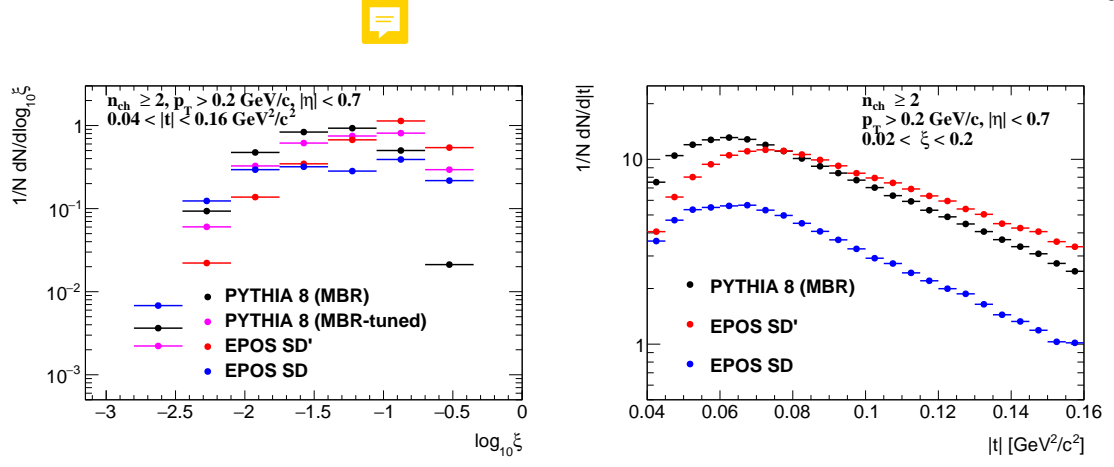 n_ch ≥ 2, p_T > 0.2 GeV/c, |η| < 0.7
0.04 < |t| < 0.16 GeV²/c²
1/N dN/dlog₁₀ξ
1
10⁻¹
10⁻²
10⁻³
PYTHIA 8 (MBR)
PYTHIA 8 (MBR-tuned)
EPOS SD'
EPOS SD
−3 −2.5 −2 −1.5 −1 −0.5 0
log₁₀ξ
n_ch ≥ 2
p_T > 0.2 GeV/c, |η| < 0.7
0.02 < ξ < 0.2
1/N dN/d|t|
10
1
PYTHIA 8 (MBR)
EPOS SD'
EPOS SD
0.04 0.06 0.08 0.1 0.12 0.14 0.16
|t| [GeV²/c²]